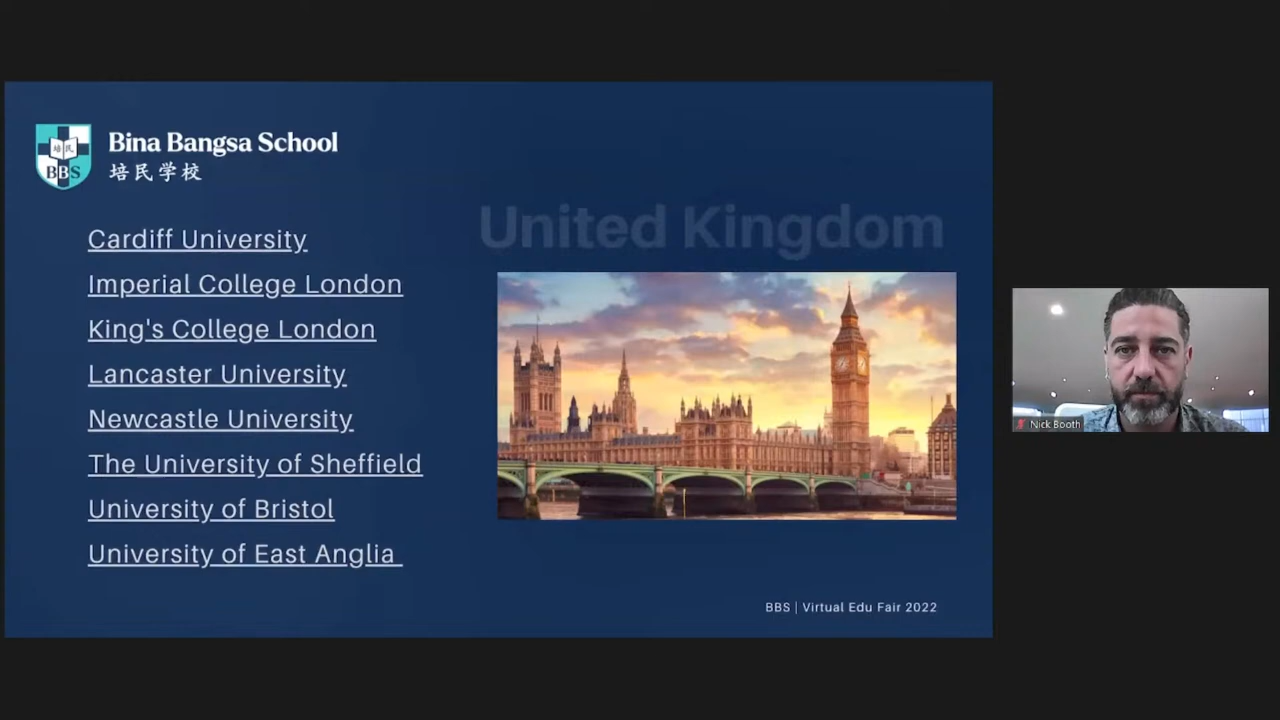 Bina Bangsa School
培民学校
培民
BBS
Cardiff University
Imperial College London
King's College London
Lancaster University
Newcastle University
The University of Sheffield
University of Bristol
University of East Anglia
United Kingdom
BBS | Virtual Edu Fair 2022
Nick Booth